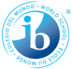 COLEGIO DEL MUNDO · WORLD SCHOOL · ÉCOLE DU MONDE ·
ib